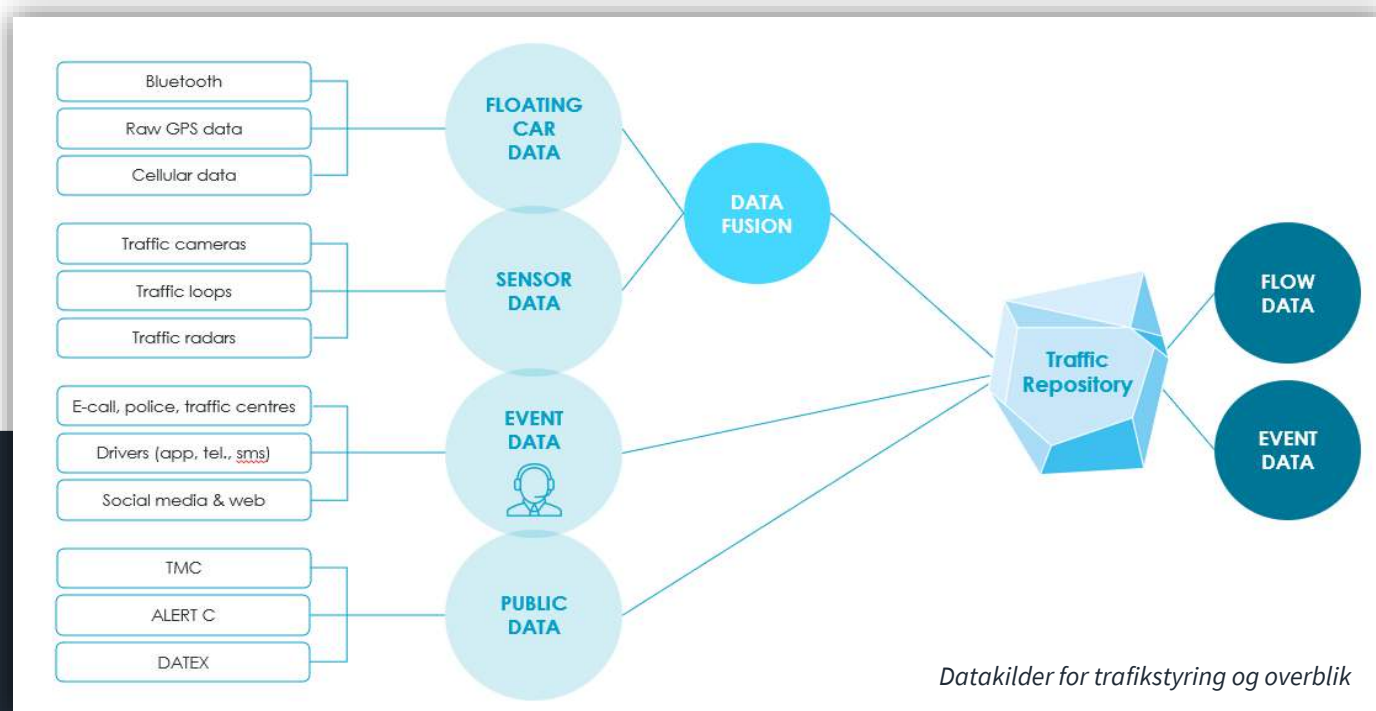 Bluetooth
Raw GPS data
Cellular data
FLOATING
CAR
DATA
Traffic cameras
Traffic loops
Traffic radars
SENSOR
DATA
E-call, police, traffic centres
Drivers (app, tel., sms)
Social media & web
EVENT
DATA
TMC
ALERT C
DATEX
PUBLIC
DATA
DATA
FUSION
Traffic
Repository
FLOW
DATA
EVENT
DATA
Datakilder for trafikstyring og overblik